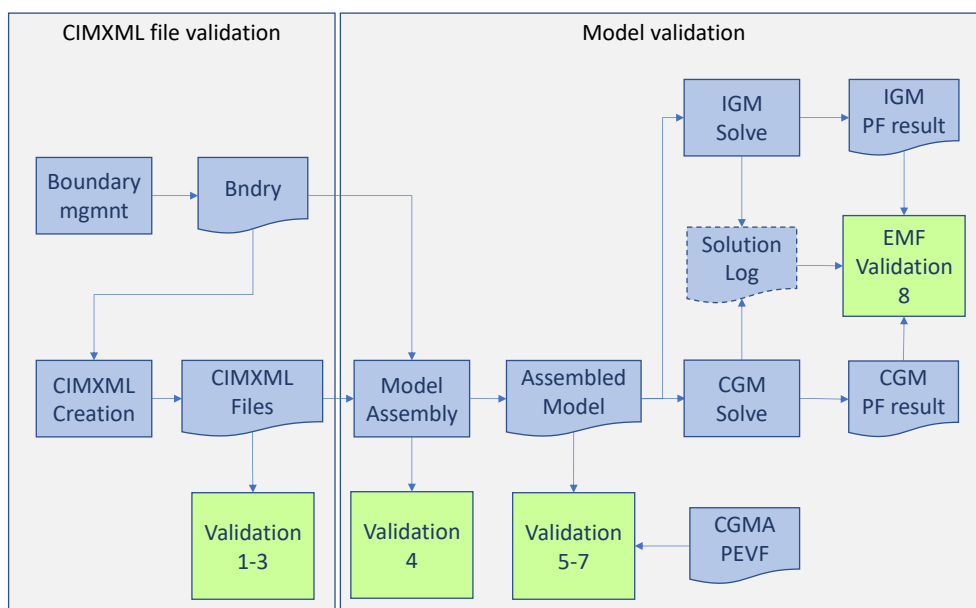 CIMXML file validation
Model validation
IGM
Solve
IGM
PF result
Boundary
mgmnt
Bndry
Solution
Log
EMF
Validation
8
CIMXML
Creation
CIMXML
Files
Model
Assembly
Assembled
Model
CGM
Solve
CGM
PF result
Validation
1-3
Validation
4
Validation
5-7
CGMA
PEVF